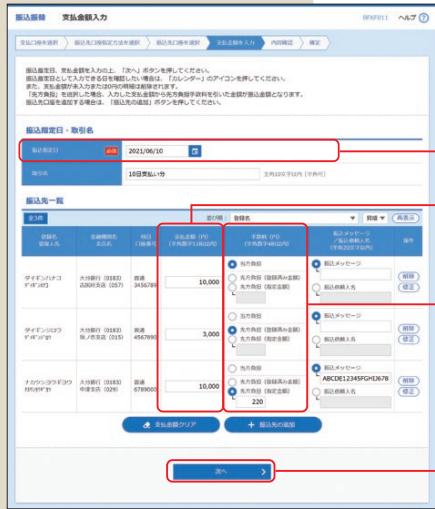 振込振替 支払金額入力
BFKF011 ヘルプ ?
支払口座を選択 振込先口座指定方法を選択 振込先口座を選択 支払金額を入力 内容確認 確定
振込指定日、支払金額を入力の上、「次へ」ボタンを押してください。
振込指定日として入力できる日を確認したい場合は、「カレンダー」のアイコンを押してください。
また、支払金額が未入力または0円の明細は削除されます。
「先方負担」を選択した場合、入力した支払金額から先方負担手数料を引いた金額が振込金額となります。
振込先口座を追加する場合は、「振込先の追加」ボタンを押してください。
振込指定日・取引名
振込指定日 必須 2021/06/10
取引名 10日支払い分 全角10文字以内 [半角可]
振込先一覧
全3件 並び順: 登録名 昇順 再表示
登録名 金融機関名 科目 支払金額(円) 手数料(円) 振込メッセージ 操作
受取人名 支店名 口座番号 (半角数字11桁以内) (半角数字4桁以内) /振込依頼人名
(半角20文字以内)
当方負担 振込メッセージ
ダイギンハナコ 大分銀行 (0183) 普通 10,000 先方負担(登録済み金額) 削除
古国府支店 (057) 3456789 先方負担(指定金額) 振込依頼人名 修正
当方負担 振込メッセージ
ダイギンジロウ 大分銀行 (0183) 普通 3,000 先方負担(登録済み金額) 削除
支店 (015) 4567890 先方負担(指定金額) 振込依頼人名 修正
当方負担 振込メッセージ
大分銀行 (0183) 普通 10,000 先方負担(登録済み金額) ABCDE12345FGHIJ678 削除
中津支店 (029) 6789000 先方負担(指定金額) 振込依頼人名 修正
220
支払金額クリア + 振込先の追加
次へ